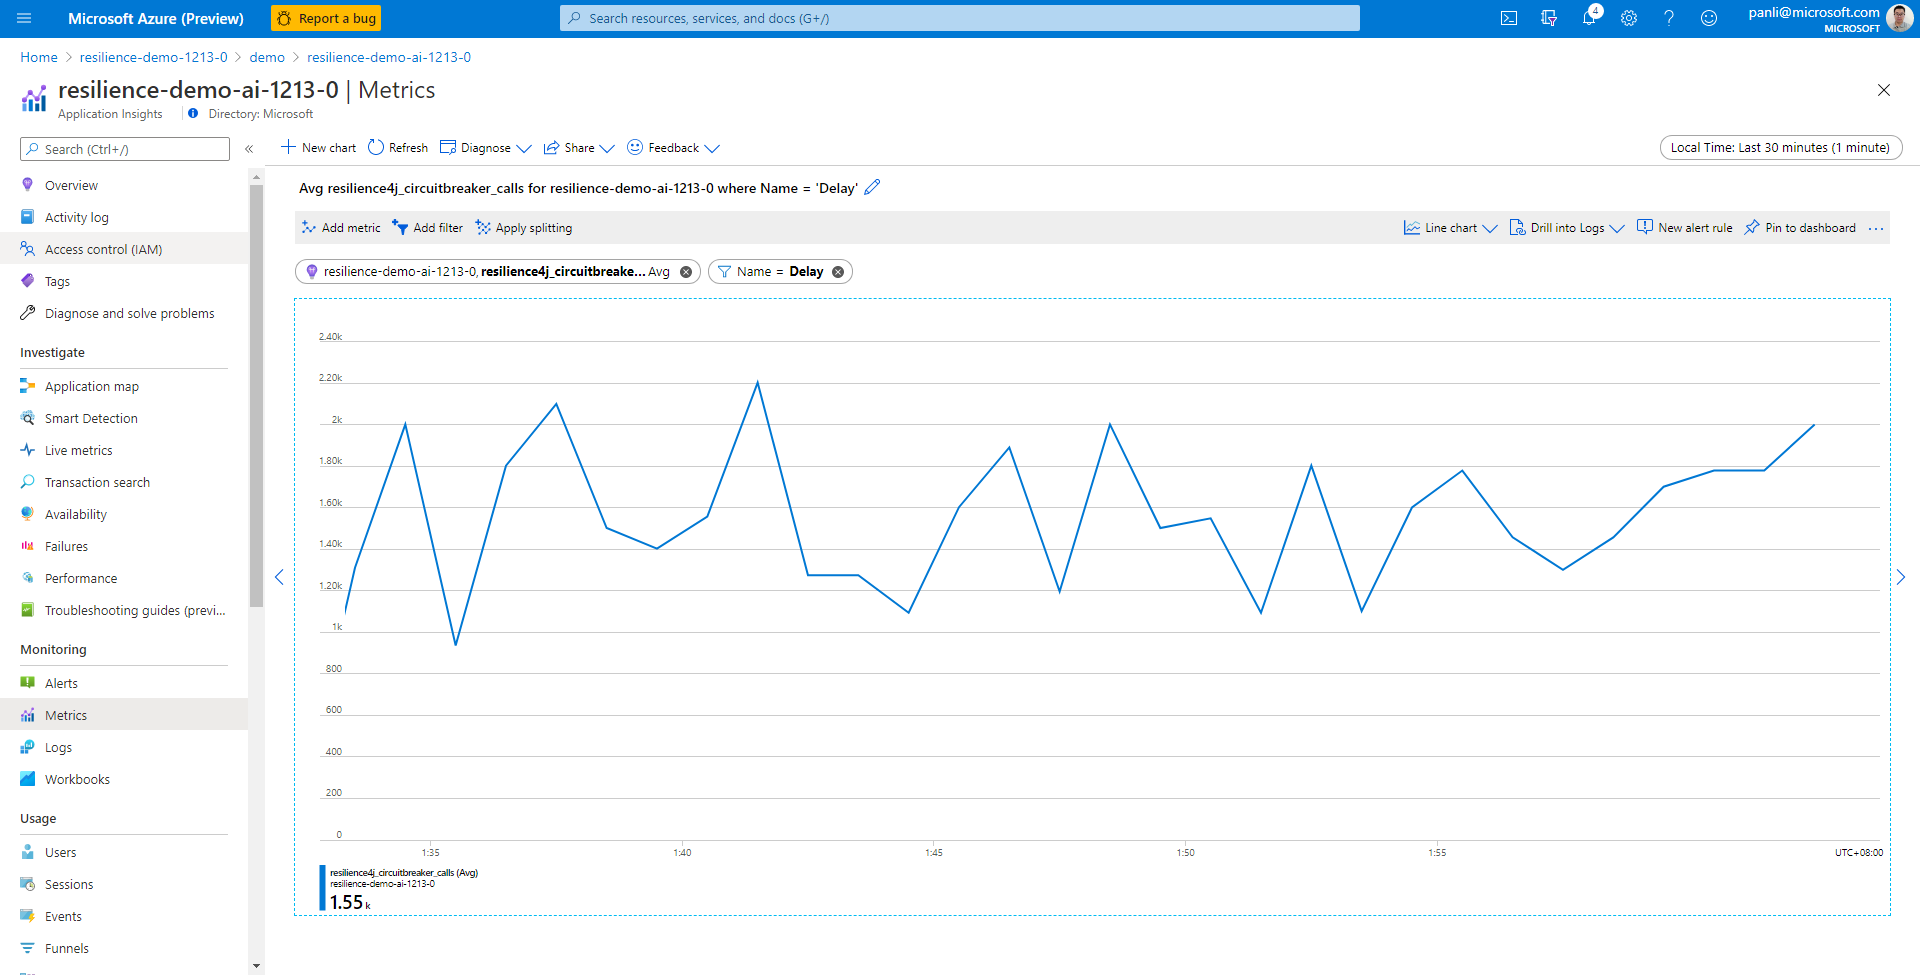 Microsoft Azure (Preview)
Report a bug
Search resources, services, and docs (G+/)
4
panli@microsoft.com
MICROSOFT
Home > resilience-demo-1213-0 > demo > resilience-demo-ai-1213-0
resilience-demo-ai-1213-0 | Metrics
Application Insights
Directory: Microsoft
Search (Ctrl+/)
«
Overview
Activity log
Access control (IAM)
Tags
Diagnose and solve problems
Investigate
Application map
Smart Detection
Live metrics
Transaction search
Availability
Failures
Performance
Troubleshooting guides (previ...
Monitoring
Alerts
Metrics
Logs
Workbooks
Usage
Users
Sessions
Events
Funnels
New chart
Refresh
Diagnose
Share
Feedback
Local Time: Last 30 minutes (1 minute)
Avg resilience4j_circuitbreaker_calls for resilience-demo-ai-1213-0 where Name = 'Delay'
Add metric
Add filter
Apply splitting
Line chart
Drill into Logs
New alert rule
Pin to dashboard
...
resilience-demo-ai-1213-0, resilience4j_circuitbreake... Avg
Name = Delay
2.40k
2.20k
2k
1.80k
1.60k
1.40k
1.20k
1k
800
600
400
200
0
1:35
1:40
1:45
1:50
1:55
UTC+08:00
resilience4j_circuitbreaker_calls (Avg)
resilience-demo-ai-1213-0
1.55 k